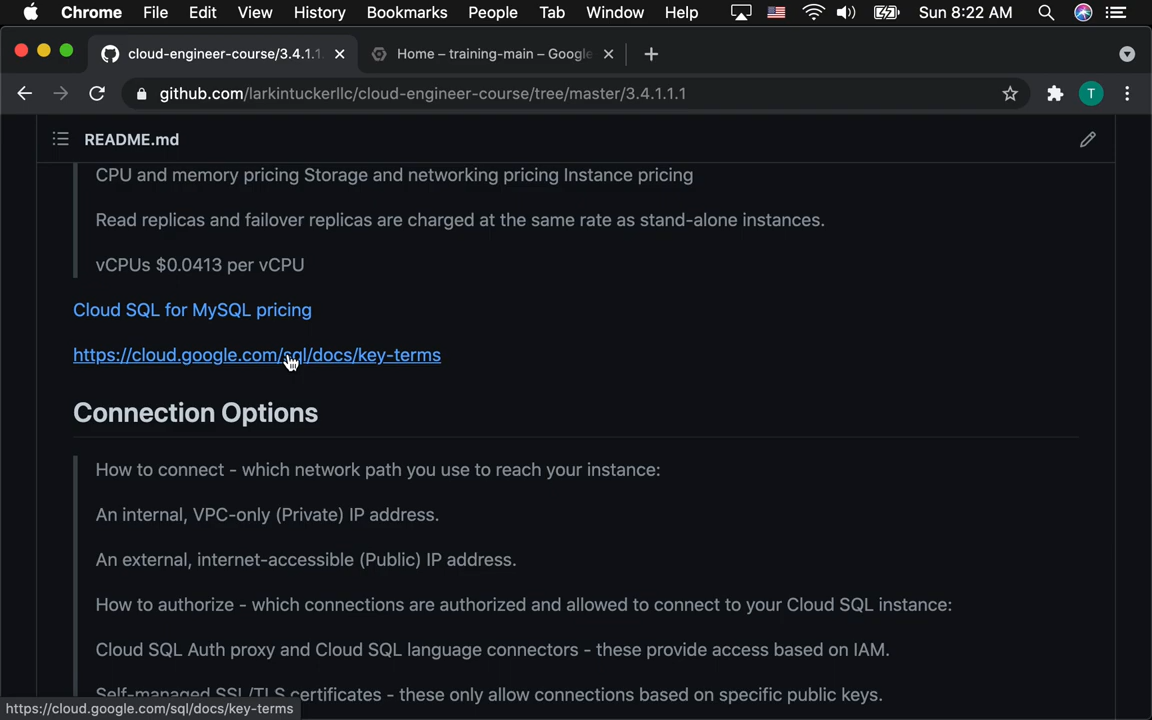 Chrome File Edit View History Bookmarks People Tab Window Help Sun 8:22 AM
cloud-engineer-course/3.4.1.1 Home – training-main – Google
github.com/larkintuckerllc/cloud-engineer-course/tree/master/3.4.1.1.1 T
README.md
CPU and memory pricing Storage and networking pricing Instance pricing
Read replicas and failover replicas are charged at the same rate as stand-alone instances.
vCPUs $0.0413 per vCPU
Cloud SQL for MySQL pricing
https://cloud.google.com/sql/docs/key-terms
Connection Options
How to connect - which network path you use to reach your instance:
An internal, VPC-only (Private) IP address.
An external, internet-accessible (Public) IP address.
How to authorize - which connections are authorized and allowed to connect to your Cloud SQL instance:
Cloud SQL Auth proxy and Cloud SQL language connectors - these provide access based on IAM.
Self-managed SSL/TLS certificates - these only allow connections based on specific public keys.
https://cloud.google.com/sql/docs/key-terms